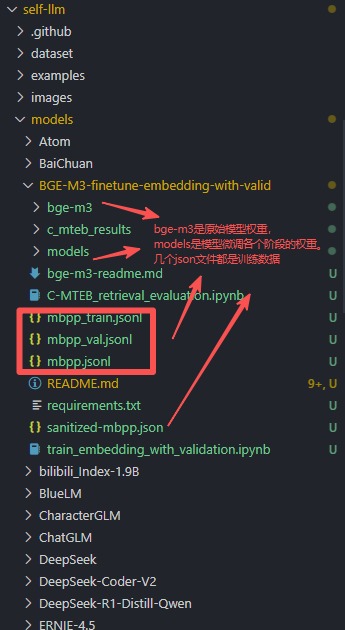 self-llm
.github
dataset
examples
images
models
Atom
BaiChuan
BGE-M3-finetune-embedding-with-valid
bge-m3
bge-m3是原始模型权重，
c_mteb_results
models是模型微调各个阶段的权重。
models
几个json文件都是训练数据
bge-m3-readme.md U
C-MTEB_retrieval_evaluation.ipynb U
{} mbpp_train.jsonl U
{} mbpp_val.jsonl U
{} mbpp.jsonl U
README.md 9+, U
requirements.txt U
{} sanitized-mbpp.json U
train_embedding_with_validation.ipynb U
bilibili_Index-1.9B
BlueLM
CharacterGLM
ChatGLM
DeepSeek
DeepSeek-Coder-V2
DeepSeek-R1-Distill-Qwen
ERNIE-4.5